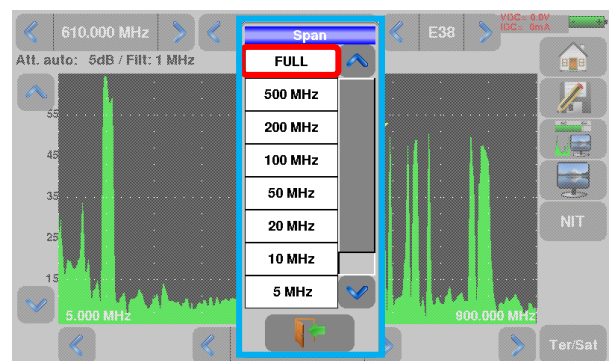 VDC= 0.0V
IDC= 0mA
610.000 MHz
Span
E38
Att. auto: 5dB / Filt: 1 MHz
FULL
500 MHz
200 MHz
100 MHz
50 MHz
20 MHz
10 MHz
5 MHz
55
45
35
25
15
NIT
5.000 MHz
900.000 MHz
Ter/Sat